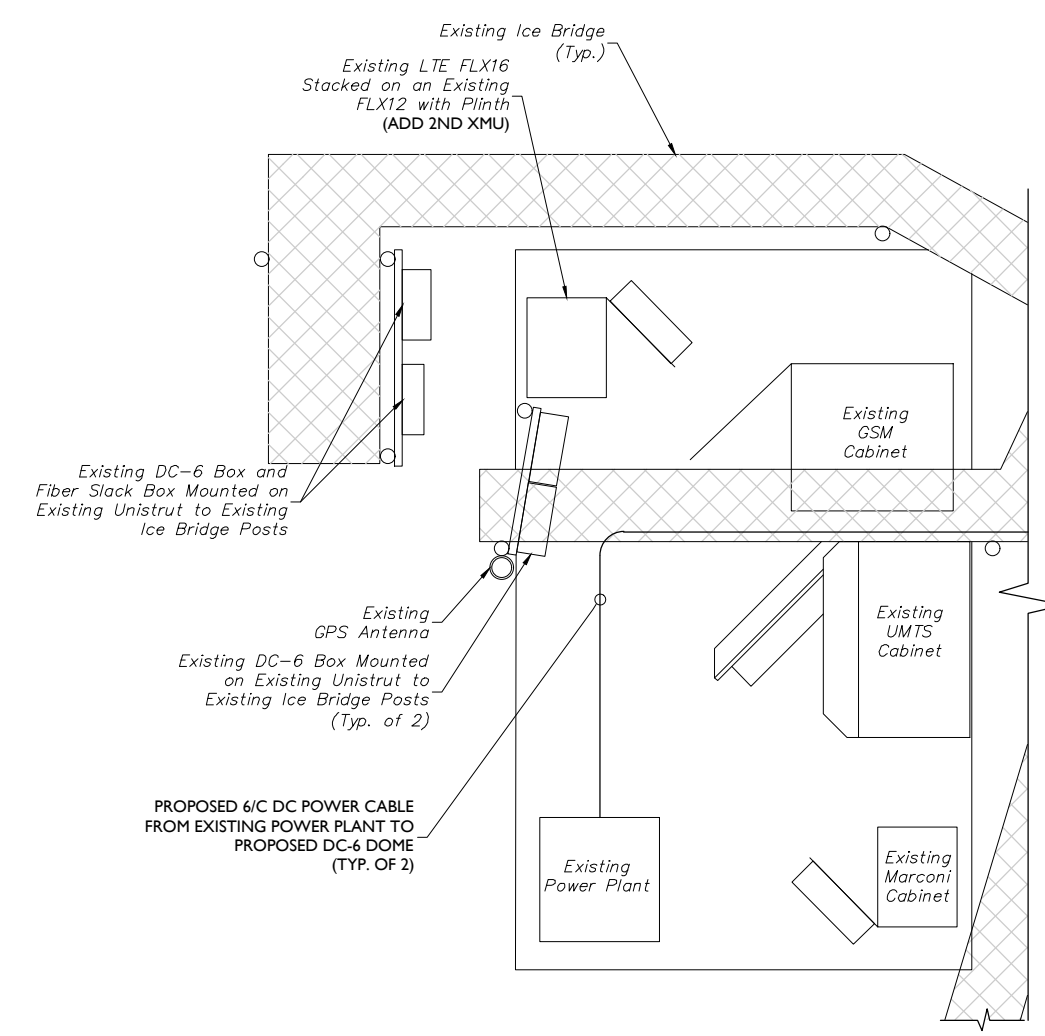 Existing Ice Bridge
(Typ.)
Existing LTE FLX16
Stacked on an Existing
FLX12 with Plinth
(ADD 2ND XMU)
Existing
GSM
Cabinet
Existing DC-6 Box and
Fiber Slack Box Mounted on
Existing Unistrut to Existing
Ice Bridge Posts
Existing
GPS Antenna
Existing
UMTS
Cabinet
Existing DC-6 Box Mounted
on Existing Unistrut to
Existing Ice Bridge Posts
(Typ. of 2)
PROPOSED 6/C DC POWER CABLE
FROM EXISTING POWER PLANT TO
PROPOSED DC-6 DOME
(TYP. OF 2)
Existing
Power Plant
Existing
Marconi
Cabinet